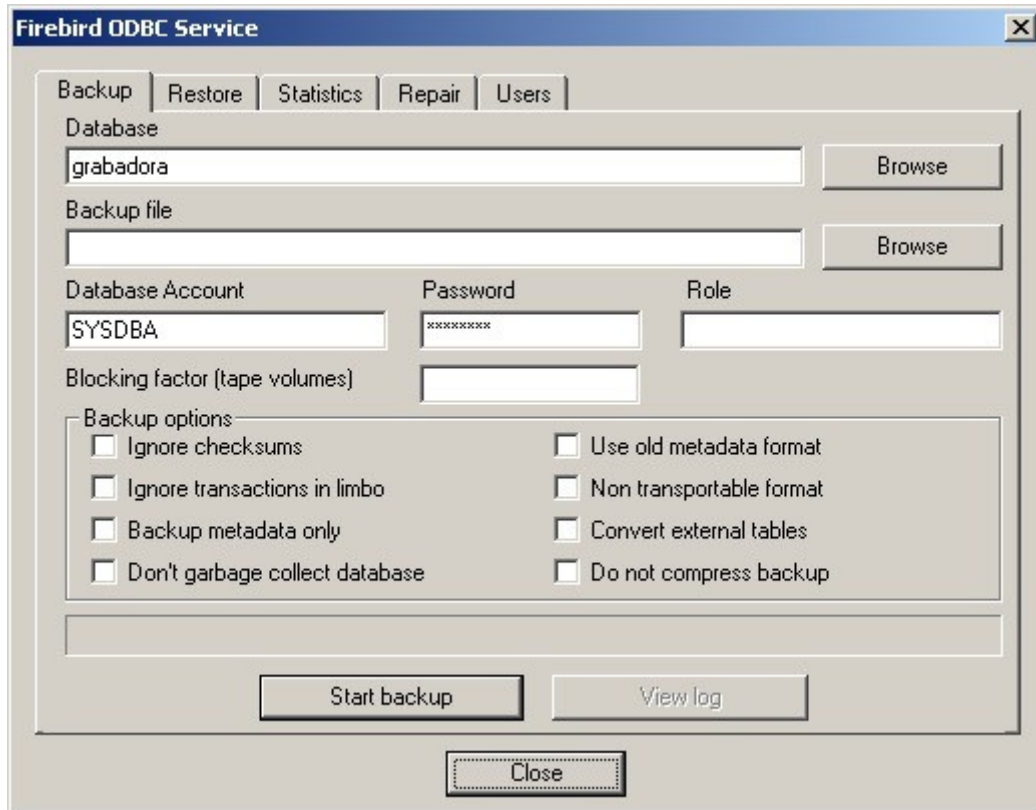 Firebird ODBC Service
Backup Restore Statistics Repair Users
Database
grabadora Browse
Backup file
Browse
Database Account Password Role
SYSDBA ********
Blocking factor (tape volumes)
Backup options
Ignore checksums Use old metadata format
Ignore transactions in limbo Non transportable format
Backup metadata only Convert external tables
Don't garbage collect database Do not compress backup
Start backup View log
Close